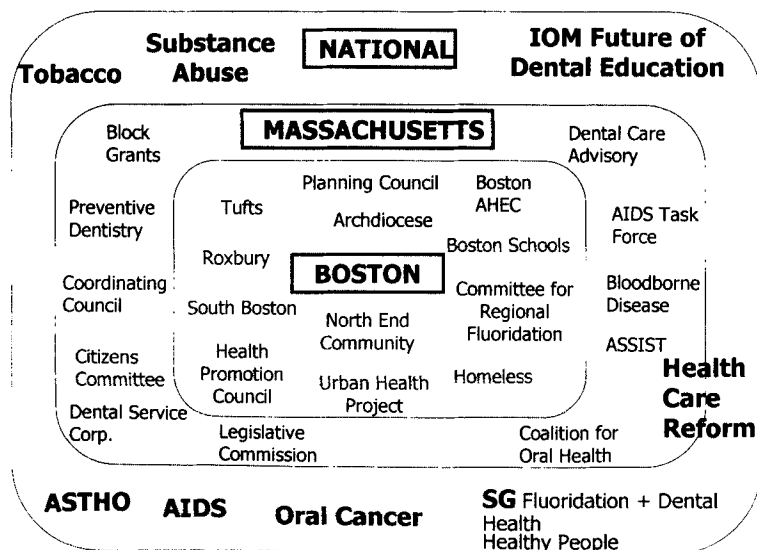 Tobacco
Substance
Abuse
NATIONAL
IOM Future of
Dental Education
Block
Grants
MASSACHUSETTS
Dental Care
Advisory
Preventive
Dentistry
Tufts
Planning Council
Archdiocese
Boston
AHEC
AIDS Task
Force
Roxbury
BOSTON
Boston Schools
Coordinating
Council
South Boston
North End
Community
Committee for
Regional
Fluoridation
Bloodborne
Disease
ASSIST
Citizens
Committee
Health
Promotion
Council
Urban Health
Project
Homeless
Health
Care
Reform
Dental Service
Corp.
Legislative
Commission
Coalition for
Oral Health
ASTHO
AIDS
Oral Cancer
SG Fluoridation + Dental
Health
Healthy People